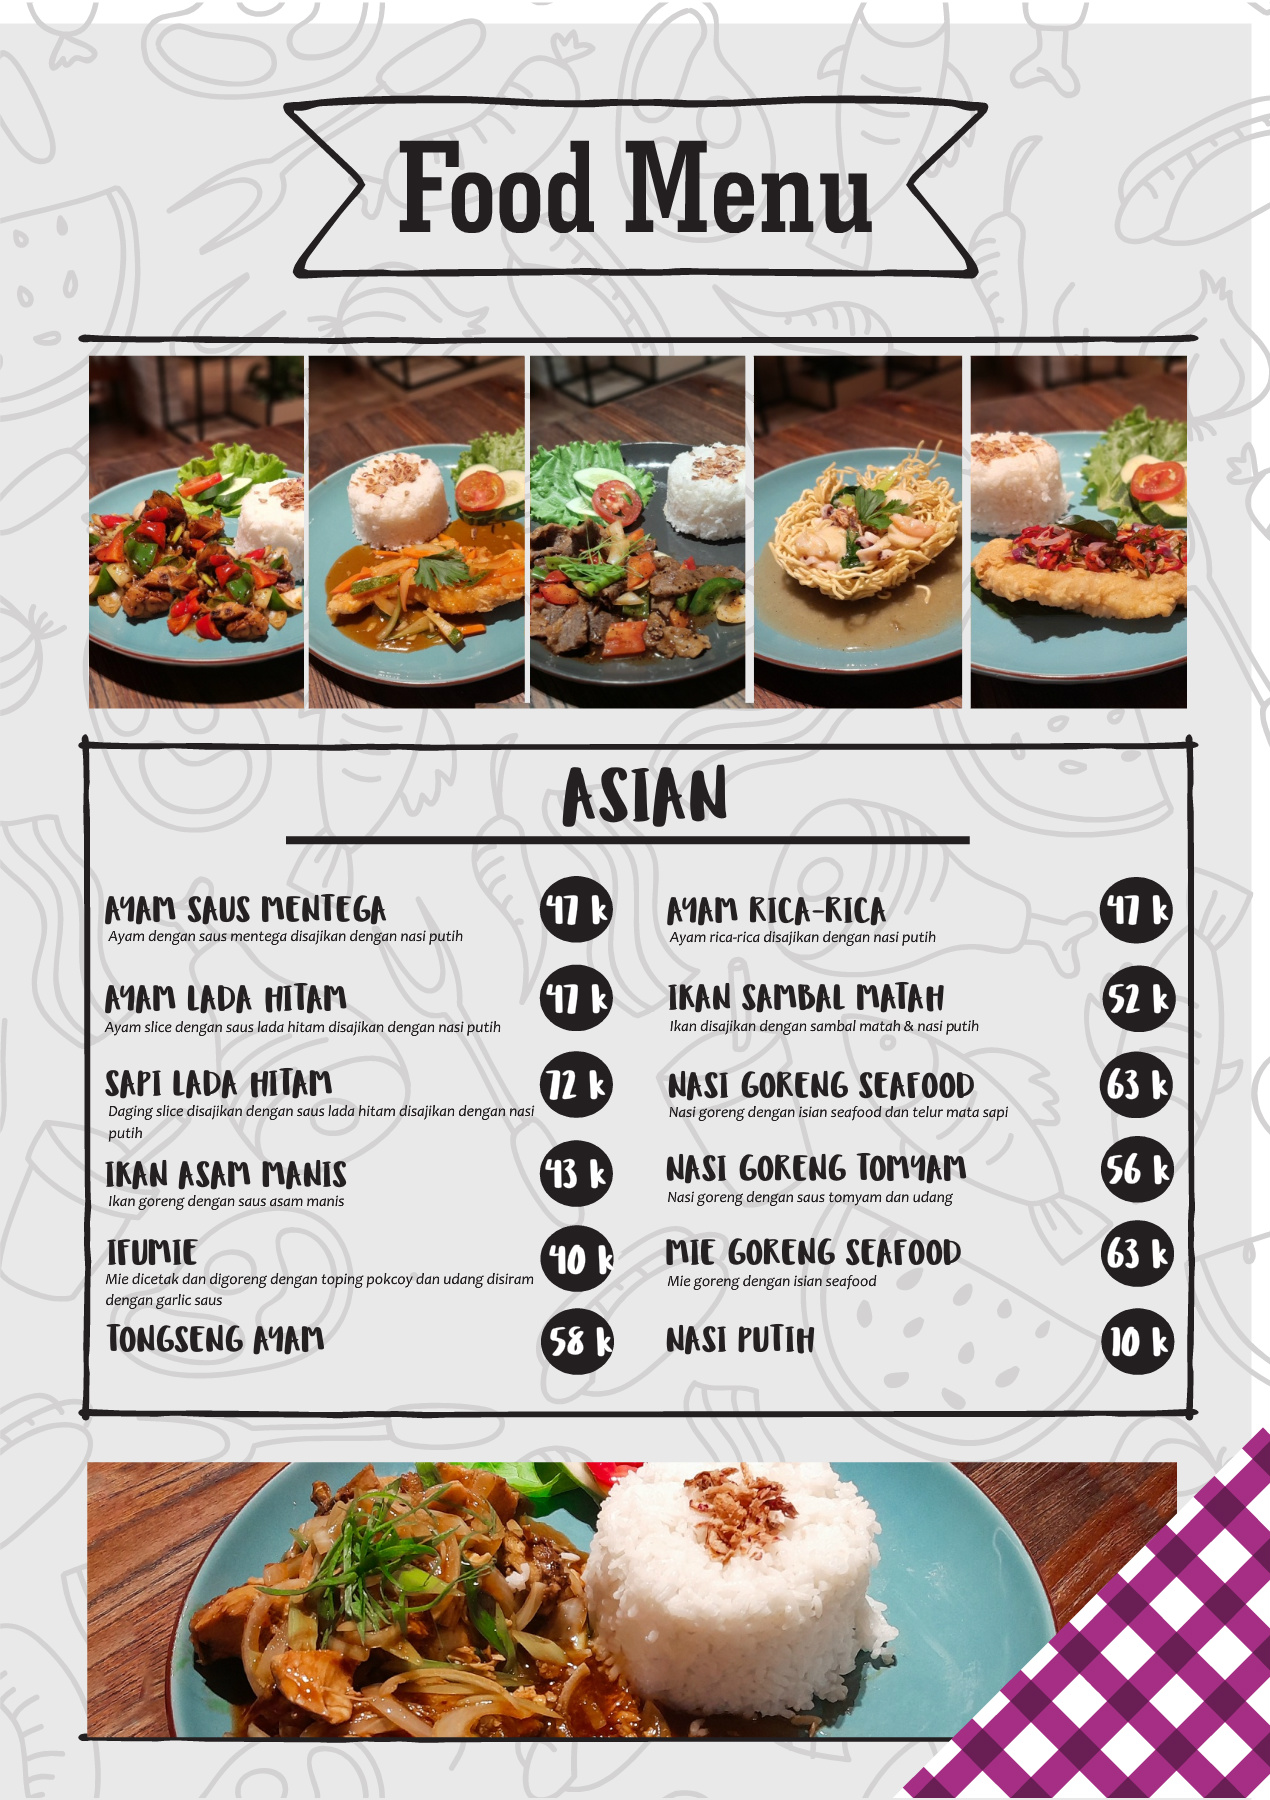 Food Menu
ASIAN
AYAM SAUS MENTEGA 47 k
Ayam dengan saus mentega disajikan dengan nasi putih
AYAM LADA HITAM 47 k
Ayam slice dengan saus lada hitam disajikan dengan nasi putih
SAPI LADA HITAM 72 k
Daging slice disajikan dengan saus lada hitam disajikan dengan nasi
putih
IKAN ASAM MANIS 43 k
Ikan goreng dengan saus asam manis
IFUMIE 40 k
Mie dicetak dan digoreng dengan toping pokcoy dan udang disiram
dengan garlic saus
TONGSENG AYAM 58 k
AYAM RICA-RICA 47 k
Ayam rica-rica disajikan dengan nasi putih
IKAN SAMBAL MATAH 52 k
Ikan disajikan dengan sambal matah & nasi putih
NASI GORENG SEAFOOD 63 k
Nasi goreng dengan isian seafood dan telur mata sapi
NASI GORENG TOMYAM 56 k
Nasi goreng dengan saus tomyam dan udang
MIE GORENG SEAFOOD 63 k
Mie goreng dengan isian seafood
NASI PUTIH 10 k